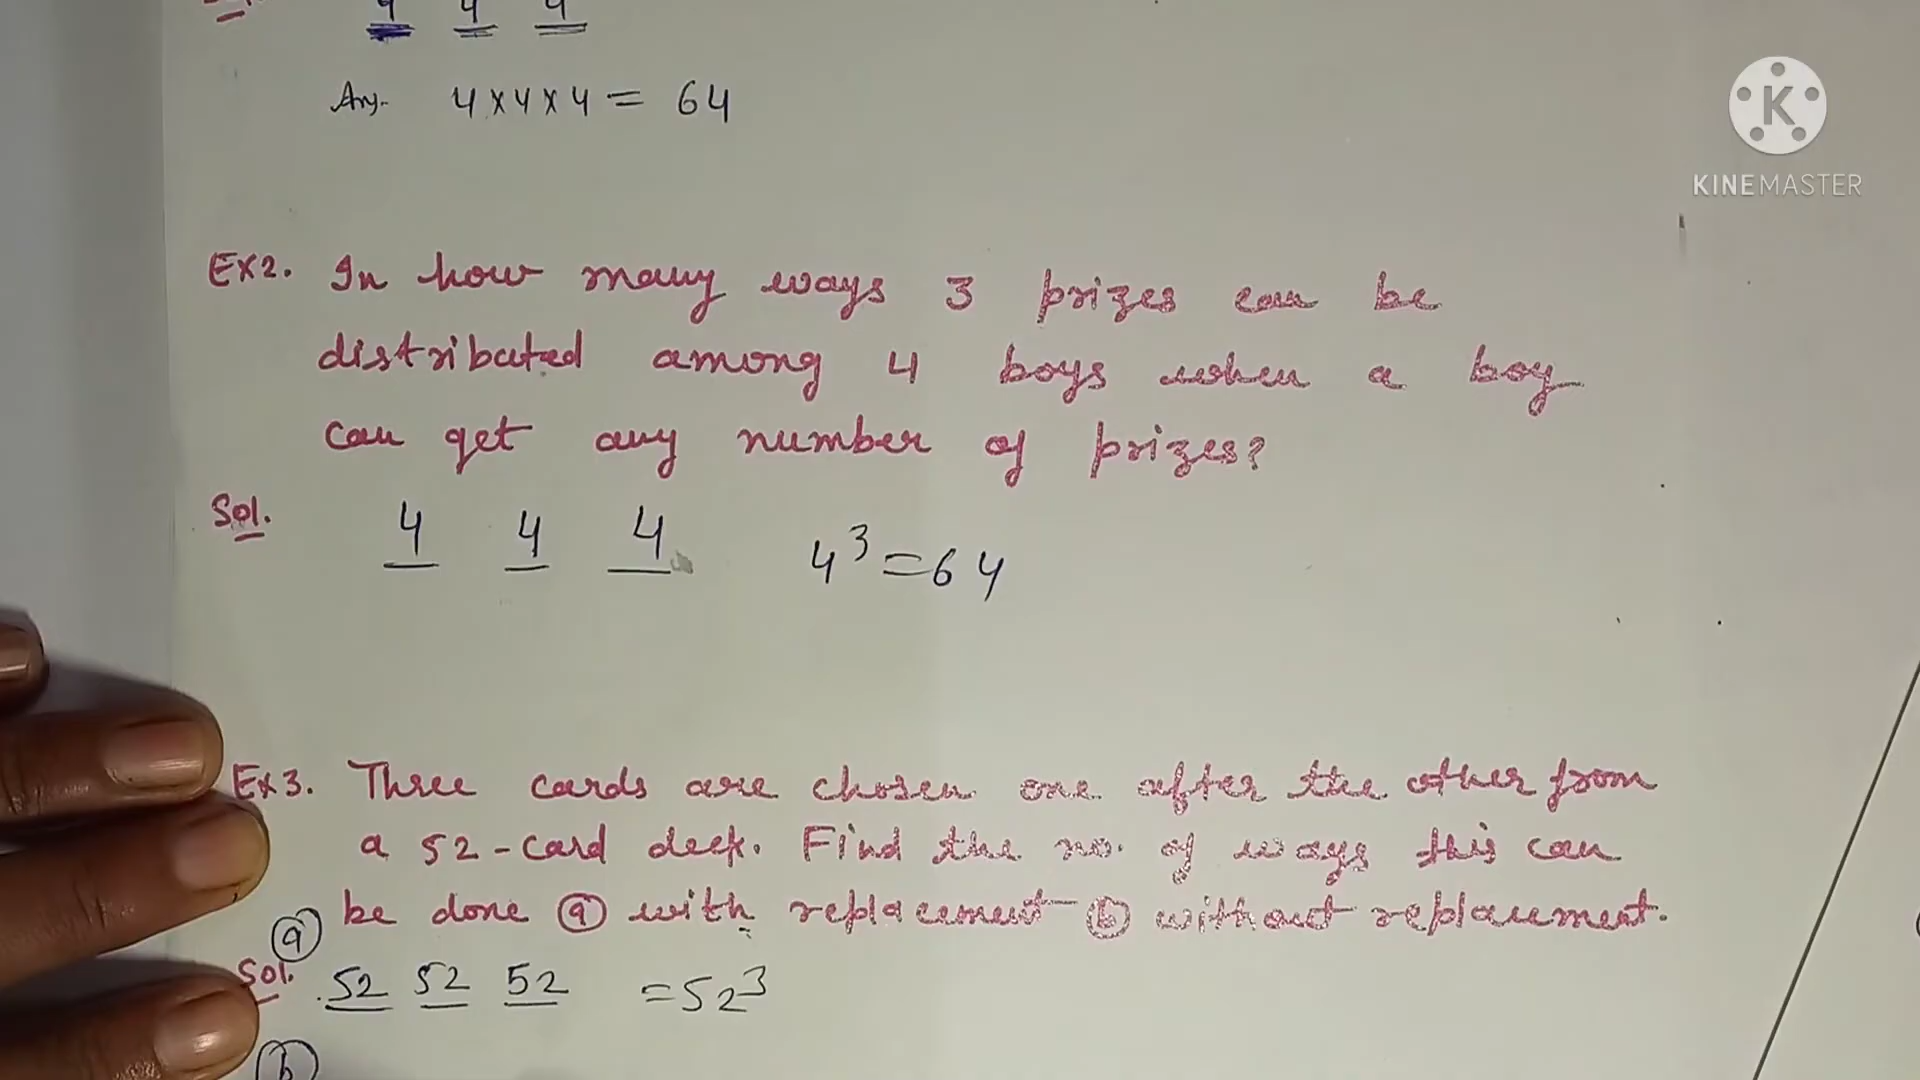 4 4 4
Ans- 4×4×4 = 64
KINEMASTER
Ex2. In how many ways 3 prizes can be
distributed among 4 boys when a boy
can get any number of prizes?
Sol. 4 4 4 4³=64
Ex3. Three cards are chosen one after the other from
a 52-card deck. Find the no. of ways this can
be done ⓐ with replacement ⓑ without replacement.
ⓐ
Sol. 52 52 52 =52³
ⓑ